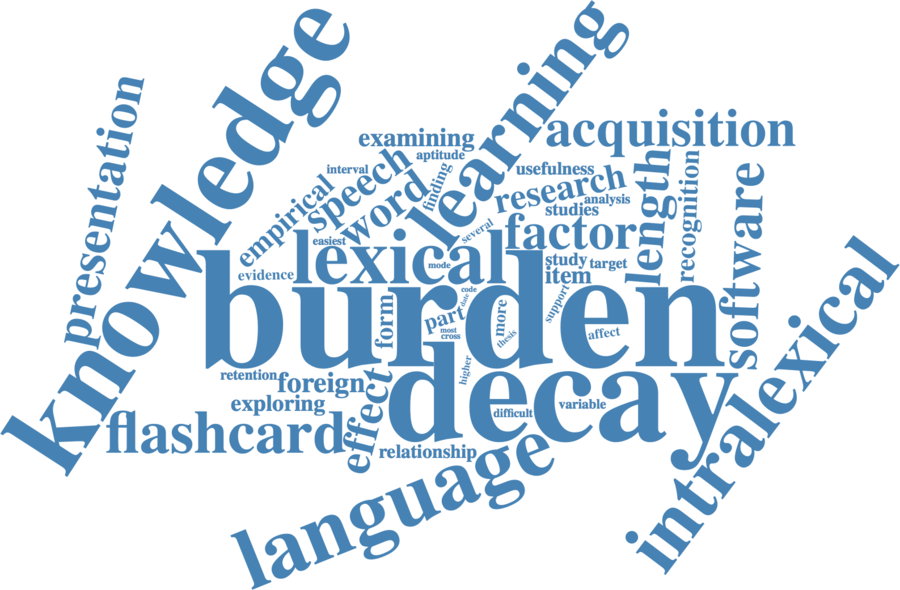 knowledge
learning
presentation
examining
acquisition
aptitude
interval
usefulness
speech
word
finding
research
analysis
studies
length
recognition
software
empirical
easiest
several
factor
lexical
evidence
mode
study
target
item
burden
code
date
form
part
more
support
thesis
most
cross
affect
intralexical
decay
retention
foreign
higher
exploring
flashcard
effect
difficult
variable
relationship
language